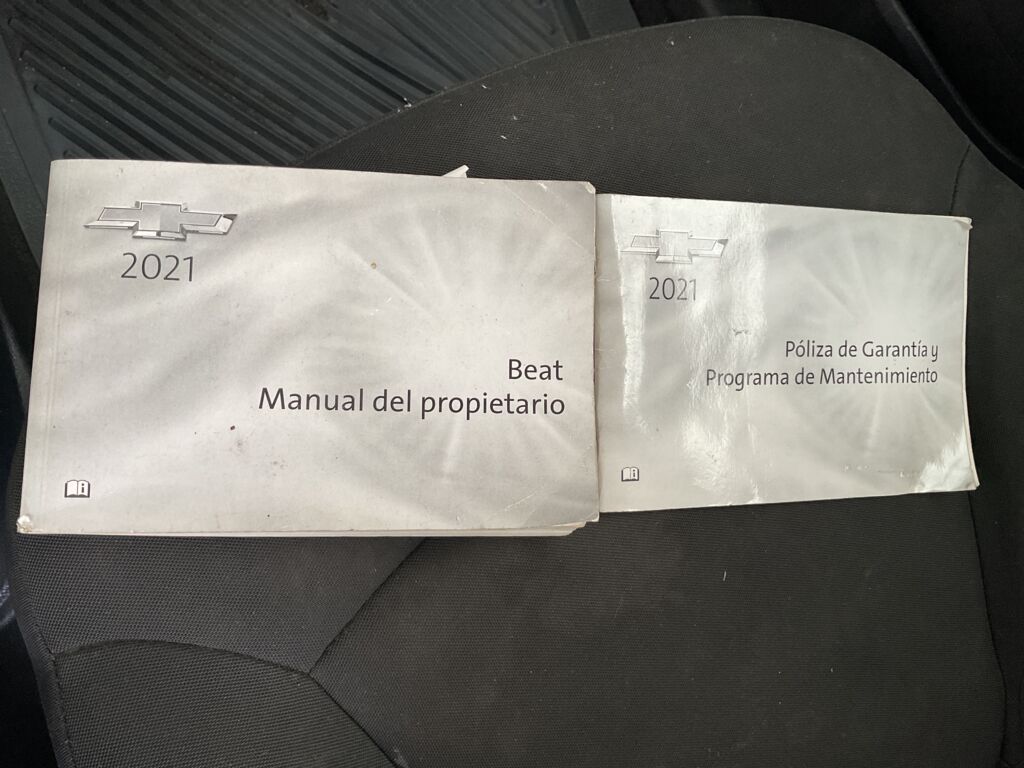 2021
Beat
Manual del propietario
2021
Póliza de Garantía y
Programa de Mantenimiento